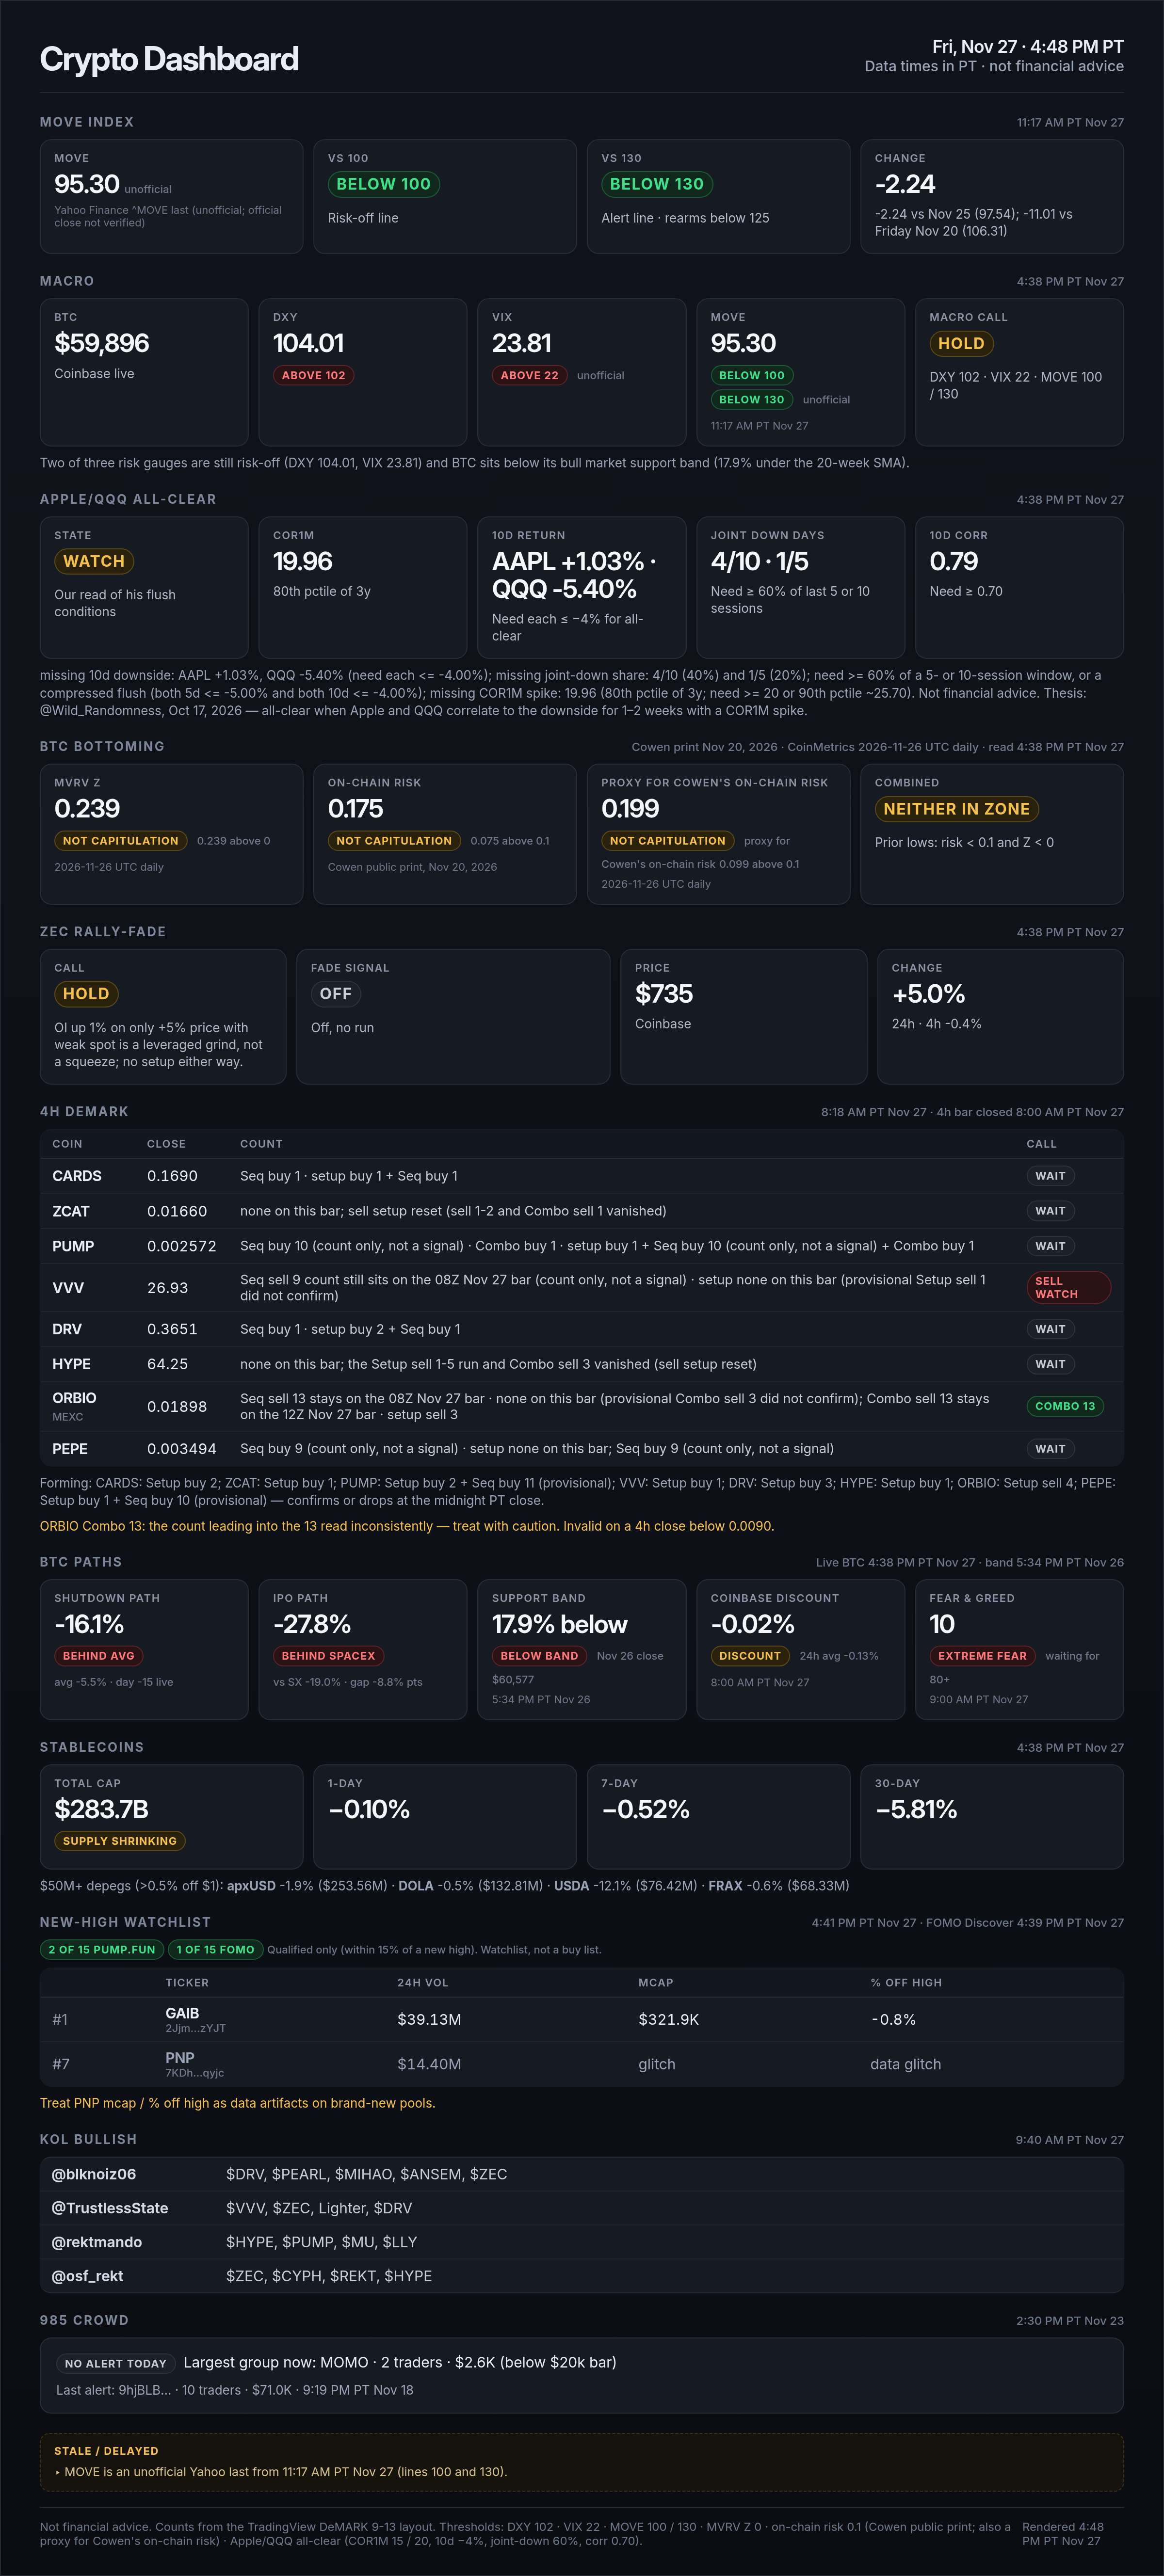 Crypto Dashboard
Fri, Nov 27 · 4:48 PM PT
Data times in PT · not financial advice
MOVE INDEX
11:17 AM PT Nov 27
MOVE
95.30 unofficial
Yahoo Finance ^MOVE last (unofficial; official
close not verified)
VS 100
BELOW 100
Risk-off line
VS 130
BELOW 130
Alert line · rearms below 125
CHANGE
-2.24
-2.24 vs Nov 25 (97.54); -11.01 vs
Friday Nov 20 (106.31)
MACRO
4:38 PM PT Nov 27
BTC
$59,896
Coinbase live
DXY
104.01
ABOVE 102
VIX
23.81
ABOVE 22 unofficial
MOVE
95.30
BELOW 100
BELOW 130 unofficial
11:17 AM PT Nov 27
MACRO CALL
HOLD
DXY 102 · VIX 22 · MOVE 100
/ 130
Two of three risk gauges are still risk-off (DXY 104.01, VIX 23.81) and BTC sits below its bull market support band (17.9% under the 20-week SMA).
APPLE/QQQ ALL-CLEAR
4:38 PM PT Nov 27
STATE
WATCH
Our read of his flush
conditions
COR1M
19.96
80th pctile of 3y
10D RETURN
AAPL +1.03% ·
QQQ -5.40%
Need each ≤ −4% for all-
clear
JOINT DOWN DAYS
4/10 · 1/5
Need ≥ 60% of last 5 or 10
sessions
10D CORR
0.79
Need ≥ 0.70
missing 10d downside: AAPL +1.03%, QQQ -5.40% (need each <= -4.00%); missing joint-down share: 4/10 (40%) and 1/5 (20%); need >= 60% of a 5- or 10-session window, or a
compressed flush (both 5d <= -5.00% and both 10d <= -4.00%); missing COR1M spike: 19.96 (80th pctile of 3y; need >= 20 or 90th pctile ~25.70). Not financial advice. Thesis:
@Wild_Randomness, Oct 17, 2026 — all-clear when Apple and QQQ correlate to the downside for 1–2 weeks with a COR1M spike.
BTC BOTTOMING
Cowen print Nov 20, 2026 · CoinMetrics 2026-11-26 UTC daily · read 4:38 PM PT Nov 27
MVRV Z
0.239
NOT CAPITULATION 0.239 above 0
2026-11-26 UTC daily
ON-CHAIN RISK
0.175
NOT CAPITULATION 0.075 above 0.1
Cowen public print, Nov 20, 2026
PROXY FOR COWEN'S ON-CHAIN RISK
0.199
NOT CAPITULATION proxy for
Cowen's on-chain risk 0.099 above 0.1
2026-11-26 UTC daily
COMBINED
NEITHER IN ZONE
Prior lows: risk < 0.1 and Z < 0
ZEC RALLY-FADE
4:38 PM PT Nov 27
CALL
HOLD
OI up 1% on only +5% price with
weak spot is a leveraged grind, not
a squeeze; no setup either way.
FADE SIGNAL
OFF
Off, no run
PRICE
$735
Coinbase
CHANGE
+5.0%
24h · 4h -0.4%
4H DEMARK
8:18 AM PT Nov 27 · 4h bar closed 8:00 AM PT Nov 27
COIN CLOSE COUNT CALL
CARDS 0.1690 Seq buy 1 · setup buy 1 + Seq buy 1 WAIT
ZCAT 0.01660 none on this bar; sell setup reset (sell 1-2 and Combo sell 1 vanished) WAIT
PUMP 0.002572 Seq buy 10 (count only, not a signal) · Combo buy 1 · setup buy 1 + Seq buy 10 (count only, not a signal) + Combo buy 1 WAIT
VVV 26.93 Seq sell 9 count still sits on the 08Z Nov 27 bar (count only, not a signal) · setup none on this bar (provisional Setup sell 1
did not confirm)
SELL
WATCH
DRV 0.3651 Seq buy 1 · setup buy 2 + Seq buy 1 WAIT
HYPE 64.25 none on this bar; the Setup sell 1-5 run and Combo sell 3 vanished (sell setup reset) WAIT
ORBIO
MEXC
0.01898
Seq sell 13 stays on the 08Z Nov 27 bar · none on this bar (provisional Combo sell 3 did not confirm); Combo sell 13 stays
on the 12Z Nov 27 bar · setup sell 3
COMBO 13
PEPE 0.003494 Seq buy 9 (count only, not a signal) · setup none on this bar; Seq buy 9 (count only, not a signal) WAIT
Forming: CARDS: Setup buy 2; ZCAT: Setup buy 1; PUMP: Setup buy 2 + Seq buy 11 (provisional); VVV: Setup buy 1; DRV: Setup buy 3; HYPE: Setup buy 1; ORBIO: Setup sell 4; PEPE:
Setup buy 1 + Seq buy 10 (provisional) — confirms or drops at the midnight PT close.
ORBIO Combo 13: the count leading into the 13 read inconsistently — treat with caution. Invalid on a 4h close below 0.0090.
BTC PATHS
Live BTC 4:38 PM PT Nov 27 · band 5:34 PM PT Nov 26
SHUTDOWN PATH
-16.1%
BEHIND AVG
avg -5.5% · day -15 live
IPO PATH
-27.8%
BEHIND SPACEX
vs SX -19.0% · gap -8.8% pts
SUPPORT BAND
17.9% below
BELOW BAND Nov 26 close
$60,577
5:34 PM PT Nov 26
COINBASE DISCOUNT
-0.02%
DISCOUNT 24h avg -0.13%
8:00 AM PT Nov 27
FEAR & GREED
10
EXTREME FEAR waiting for
80+
9:00 AM PT Nov 27
STABLECOINS
4:38 PM PT Nov 27
TOTAL CAP
$283.7B
SUPPLY SHRINKING
1-DAY
−0.10%
7-DAY
−0.52%
30-DAY
−5.81%
$50M+ depegs (>0.5% off $1): apxUSD -1.9% ($253.56M) · DOLA -0.5% ($132.81M) · USDA -12.1% ($76.42M) · FRAX -0.6% ($68.33M)
NEW-HIGH WATCHLIST
4:41 PM PT Nov 27 · FOMO Discover 4:39 PM PT Nov 27
2 OF 15 PUMP.FUN 1 OF 15 FOMO Qualified only (within 15% of a new high). Watchlist, not a buy list.
TICKER 24H VOL MCAP % OFF HIGH
#1 GAIB $39.13M $321.9K -0.8%
2Jjm...zYJT
#7 PNP $14.40M glitch data glitch
7KDh...qyjc
Treat PNP mcap / % off high as data artifacts on brand-new pools.
KOL BULLISH
9:40 AM PT Nov 27
@blknoiz06 $DRV, $PEARL, $MIHAO, $ANSEM, $ZEC
@TrustlessState $VVV, $ZEC, Lighter, $DRV
@rektmando $HYPE, $PUMP, $MU, $LLY
@osf_rekt $ZEC, $CYPH, $REKT, $HYPE
985 CROWD
2:30 PM PT Nov 23
NO ALERT TODAY Largest group now: MOMO · 2 traders · $2.6K (below $20k bar)
Last alert: 9hjBLB... · 10 traders · $71.0K · 9:19 PM PT Nov 18
STALE / DELAYED
‣ MOVE is an unofficial Yahoo last from 11:17 AM PT Nov 27 (lines 100 and 130).
Not financial advice. Counts from the TradingView DeMARK 9-13 layout. Thresholds: DXY 102 · VIX 22 · MOVE 100 / 130 · MVRV Z 0 · on-chain risk 0.1 (Cowen public print; also a
proxy for Cowen's on-chain risk) · Apple/QQQ all-clear (COR1M 15 / 20, 10d −4%, joint-down 60%, corr 0.70).
Rendered 4:48
PM PT Nov 27